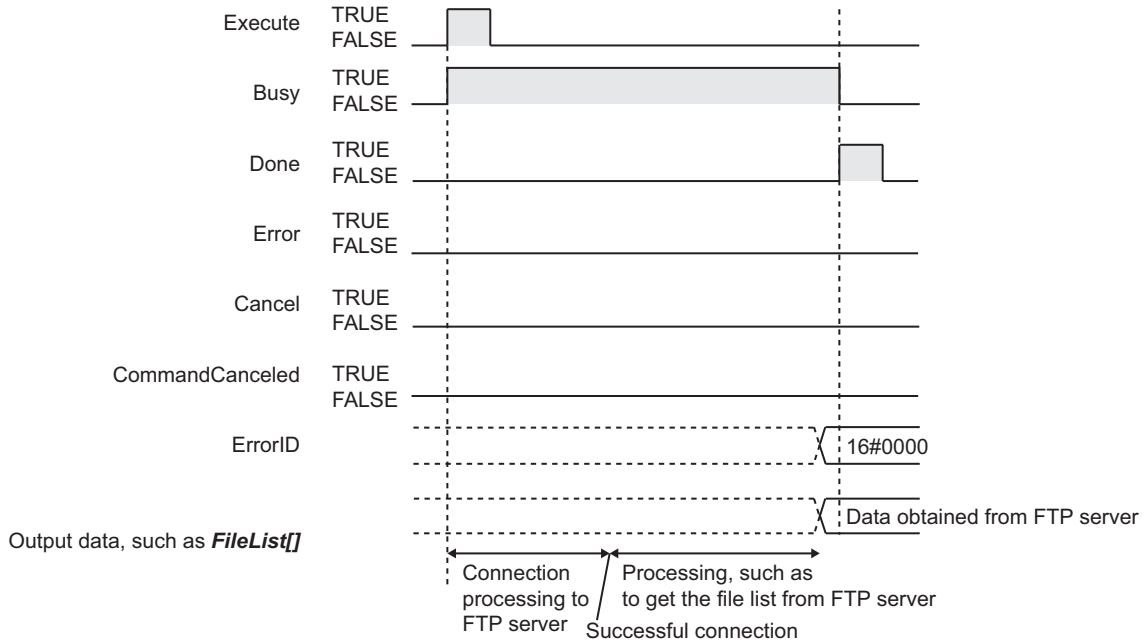 Execute
TRUE
FALSE
Busy
TRUE
FALSE
Done
TRUE
FALSE
Error
TRUE
FALSE
Cancel
TRUE
FALSE
CommandCanceled
TRUE
FALSE
ErrorID
16#0000
Output data, such as FileList[]
Data obtained from FTP server
Connection
processing to
FTP server
Processing, such as
to get the file list from FTP server
Successful connection